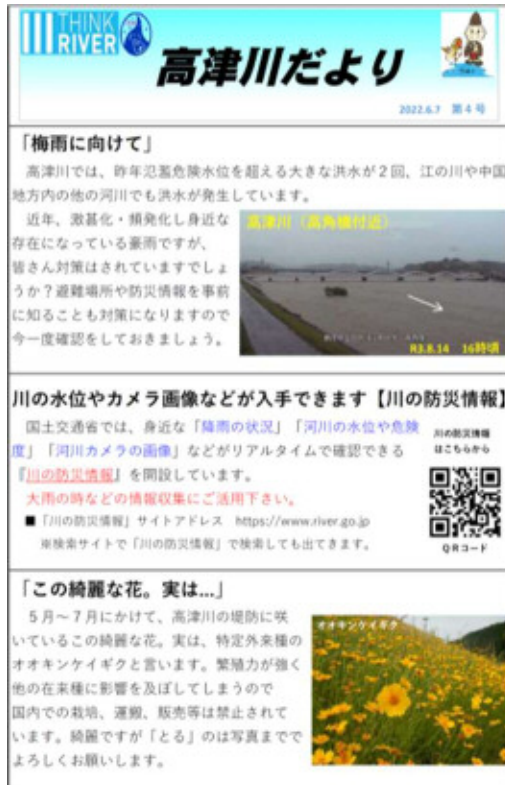 THINK
RIVER
高津川だより
2022.6.7 第4号
「梅雨に向けて」
高津川では、昨年氾濫危険水位を超える大きな洪水が2回、江の川や中国
地方内の他の河川でも洪水が発生しています。
近年、激甚化・頻発化し身近な
存在になっている豪雨ですが、
皆さん対策はされていますでしょ
うか?避難場所や防災情報を事前
に知ることも対策になりますので
今一度確認をしておきましょう。
高津川(高角橋付近)
R3.8.14 16時頃
川の水位やカメラ画像などが入手できます【川の防災情報】
国土交通省では、身近な「降雨の状況」「河川の水位や危険
度」「河川カメラの画像」などがリアルタイムで確認できる
『川の防災情報』を開設しています。
大雨の時などの情報収集にご活用下さい。
■「川の防災情報」サイトアドレス https://www.river.go.jp
※検索サイトで「川の防災情報」で検索しても出てきます。
川の防災情報
はこちらから
QRコード
「この綺麗な花。実は…」
5月~7月にかけて、高津川の堤防に咲
いているこの綺麗な花。実は、特定外来種の
オオキンケイギクと言います。繁殖力が強く
他の在来種に影響を及ぼしてしまうので
国内での栽培、運搬、販売等は禁止されて
います。綺麗ですが「とる」のは写真までで
よろしくお願いします。
オオキンケイギク